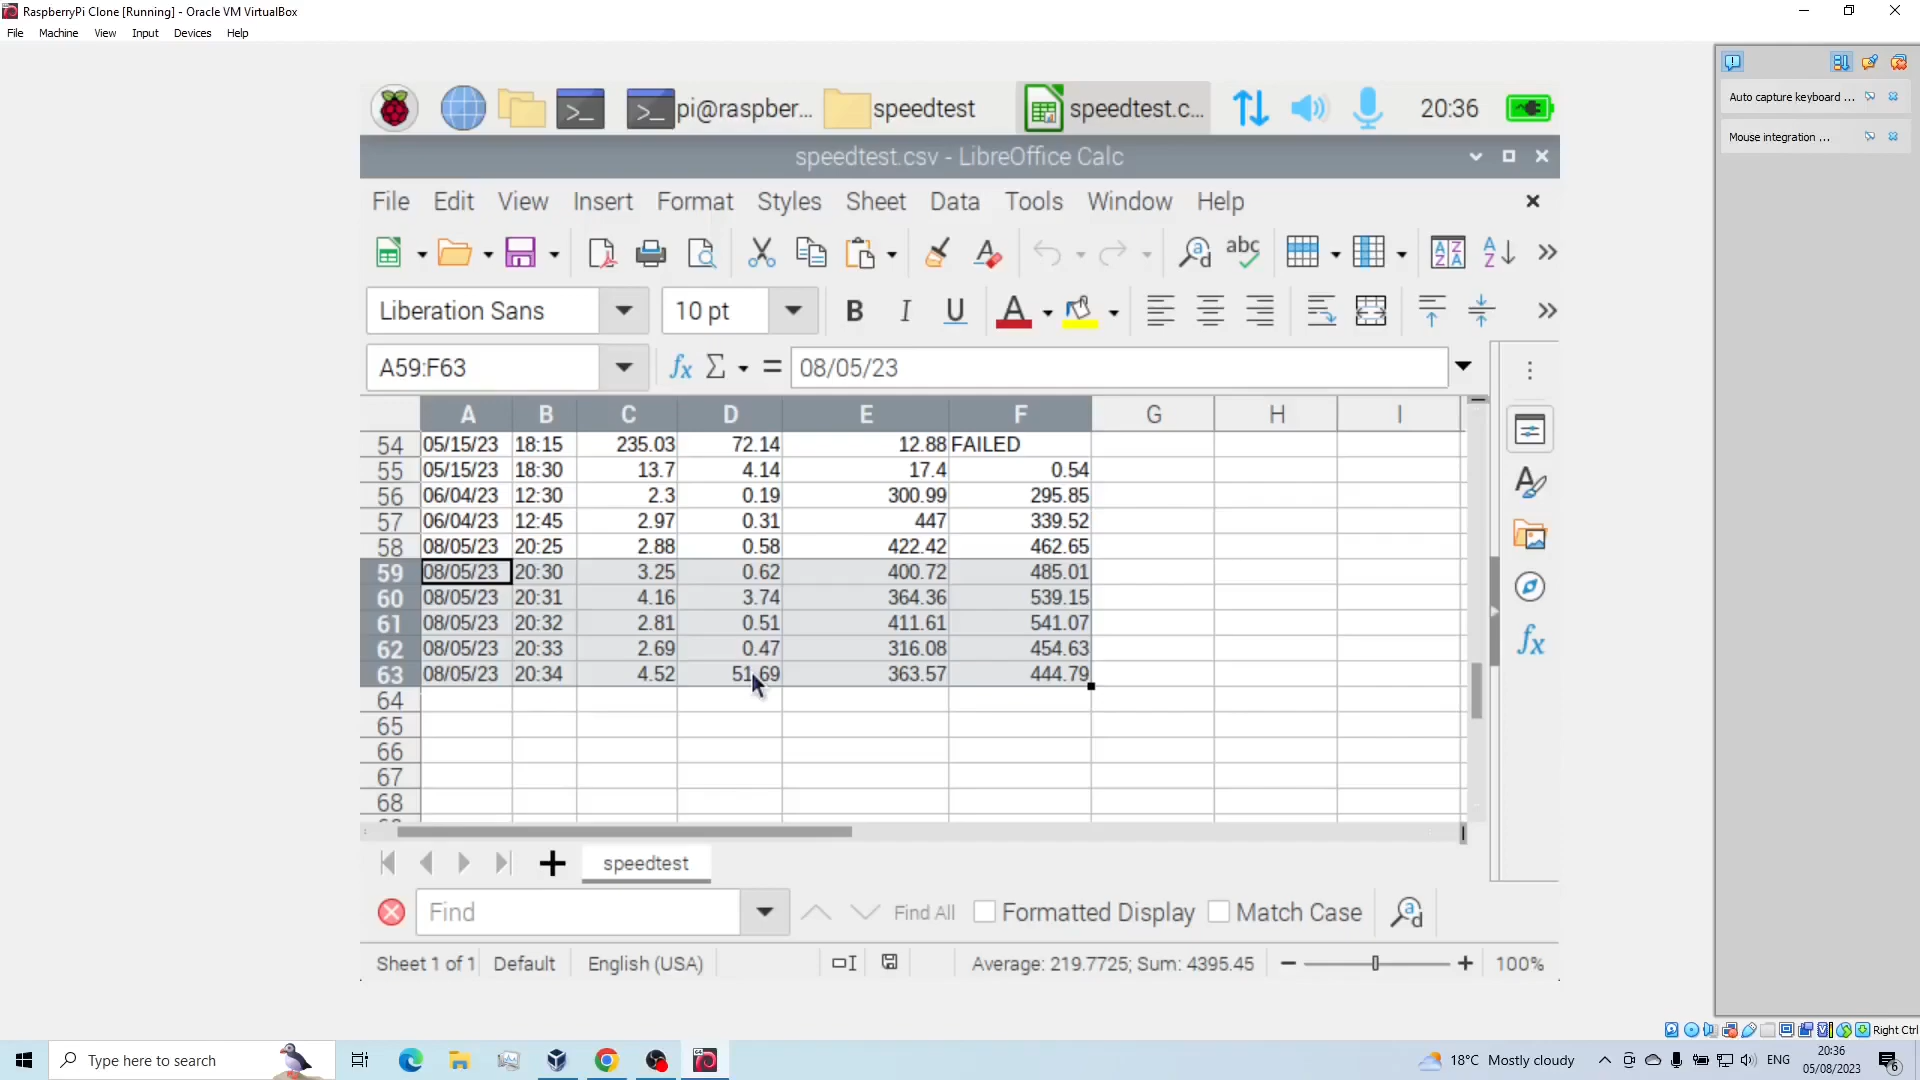 RaspberryPi Clone [Running] - Oracle VM VirtualBox
File Machine View Input Devices Help
Auto capture keyboard ...
Mouse integration ...
pi@raspber... speedtest speedtest.c... 20:36
speedtest.csv - LibreOffice Calc
File Edit View Insert Format Styles Sheet Data Tools Window Help
Liberation Sans 10 pt B I U A
A59:F63 fx Σ = 08/05/23
A B C D E F G H I
54 05/15/23 18:15 235.03 72.14 12.88 FAILED
55 05/15/23 18:30 13.7 4.14 17.4 0.54
56 06/04/23 12:30 2.3 0.19 300.99 295.85
57 06/04/23 12:45 2.97 0.31 447 339.52
58 08/05/23 20:25 2.88 0.58 422.42 462.65
59 08/05/23 20:30 3.25 0.62 400.72 485.01
60 08/05/23 20:31 4.16 3.74 364.36 539.15
61 08/05/23 20:32 2.81 0.51 411.61 541.07
62 08/05/23 20:33 2.69 0.47 316.08 454.63
63 08/05/23 20:34 4.52 51.69 363.57 444.79
64
65
66
67
68
speedtest
Find Find All Formatted Display Match Case
Sheet 1 of 1 Default English (USA) Average: 219.7725; Sum: 4395.45 100%
Right Ctrl
Type here to search 18°C Mostly cloudy ENG 20:36
05/08/2023 6